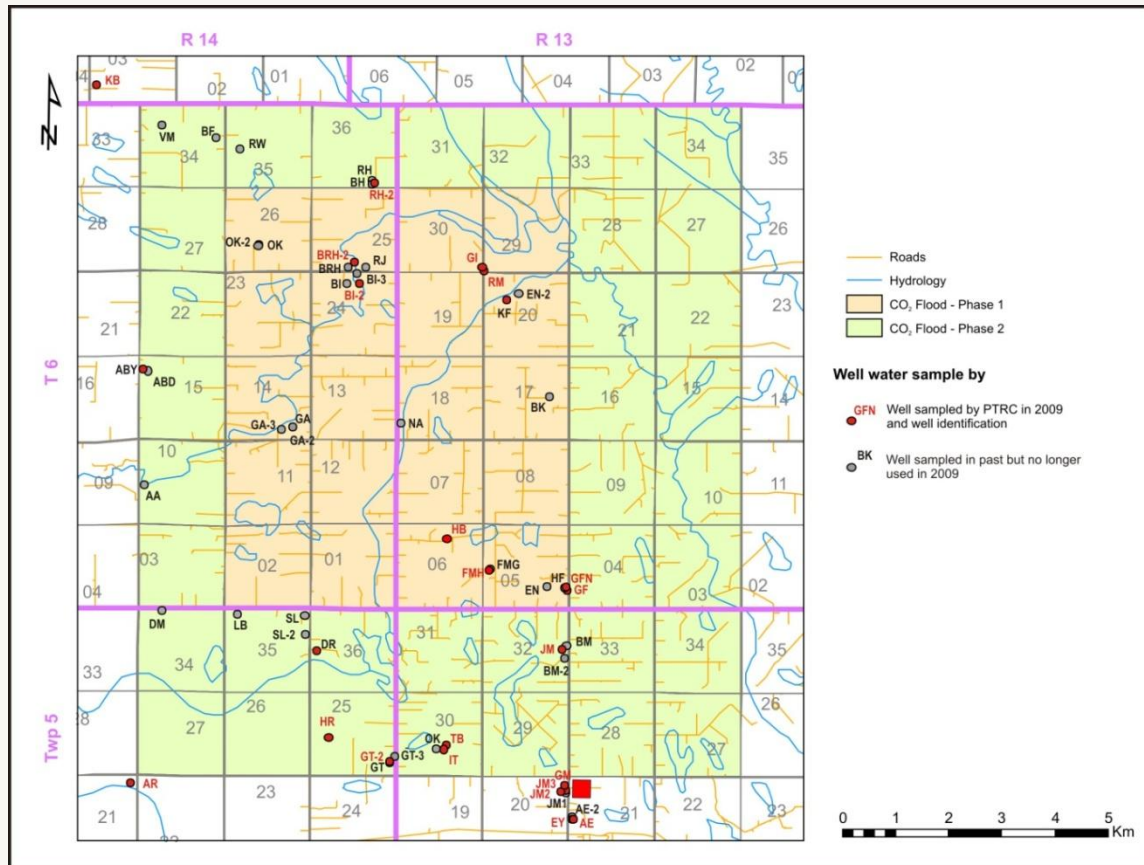 R 14 R 13
03 01 06 05 04 03 02 0
04 KB 02
36 31 32 33 34 35
33 VM BF RW
34 35 RH
BH
RH-2
28 26 30 29 28 27 26
27 OK-2 OK BRH-2 25 GI
BRH RJ RM
23 BI BI-3 EN-2 23
22 BI-2 KF 20 22
21 24 19 21
T 6
16 ABY ABD 15 14 13 18 17 16 15 14
BK
GA-3 GA NA
GA-2
10 11 12 07 08 09 10 11
09 AA
HB
03 02 01 06 FMH FMG 05 04 02
04 EN HF GFN GF 03
DM LB SL 31
SL-2 DR 36 32 JM BM 33 34 35
34 35 BM-2
33
28 27 26 25 30 29 28 27 26
Twp 5
HR OK TB
GT-2 GT-3 IT
GT
AR 23 24 19 20 GM
JM3
JM2
JM1 AE-2 22 23
21 EY AE 21
N
Roads
Hydrology
CO₂ Flood - Phase 1
CO₂ Flood - Phase 2
Well water sample by
GFN Well sampled by PTRC in 2009
and well identification
BK Well sampled in past but no longer
used in 2009
0 1 2 3 4 5
Km